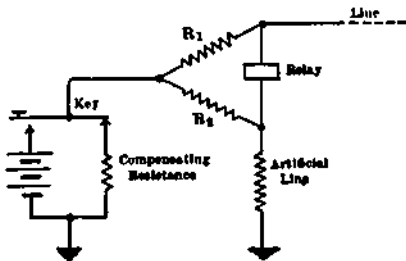 Line
R1
Relay
Key
R2
Compensating
Resistance
Artificial
Line